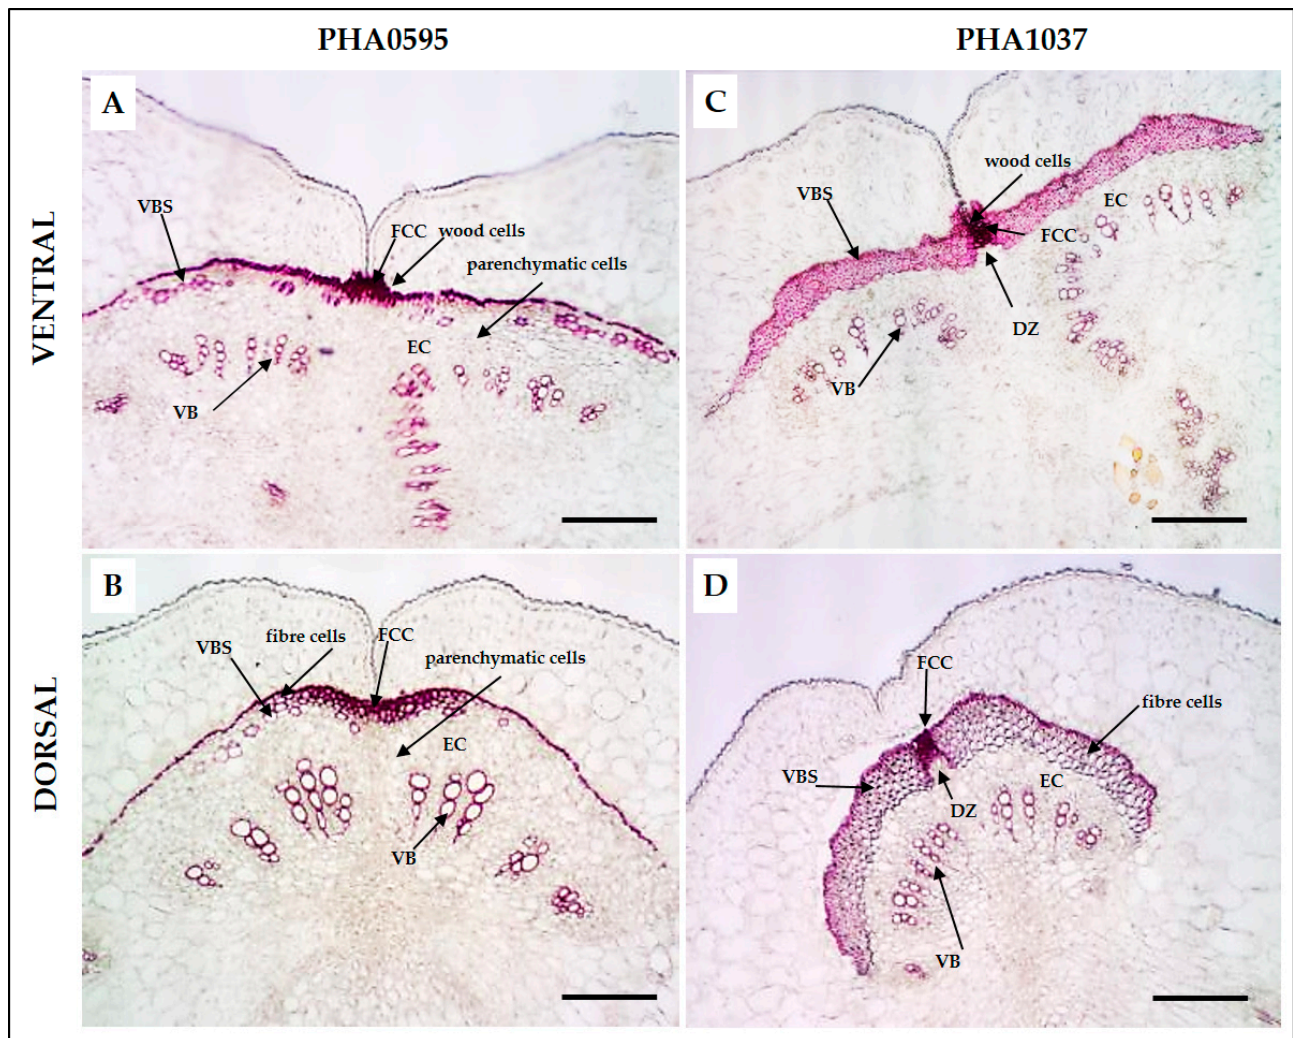 PHA0595
PHA1037
VENTRAL
A
VBS
FCC
wood cells
parenchymatic cells
EC
VB
C
wood cells
VBS
EC
FCC
DZ
VB
DORSAL
B
fibre cells
FCC
VBS
parenchymatic cells
EC
VB
D
FCC
fibre cells
VBS
EC
DZ
VB